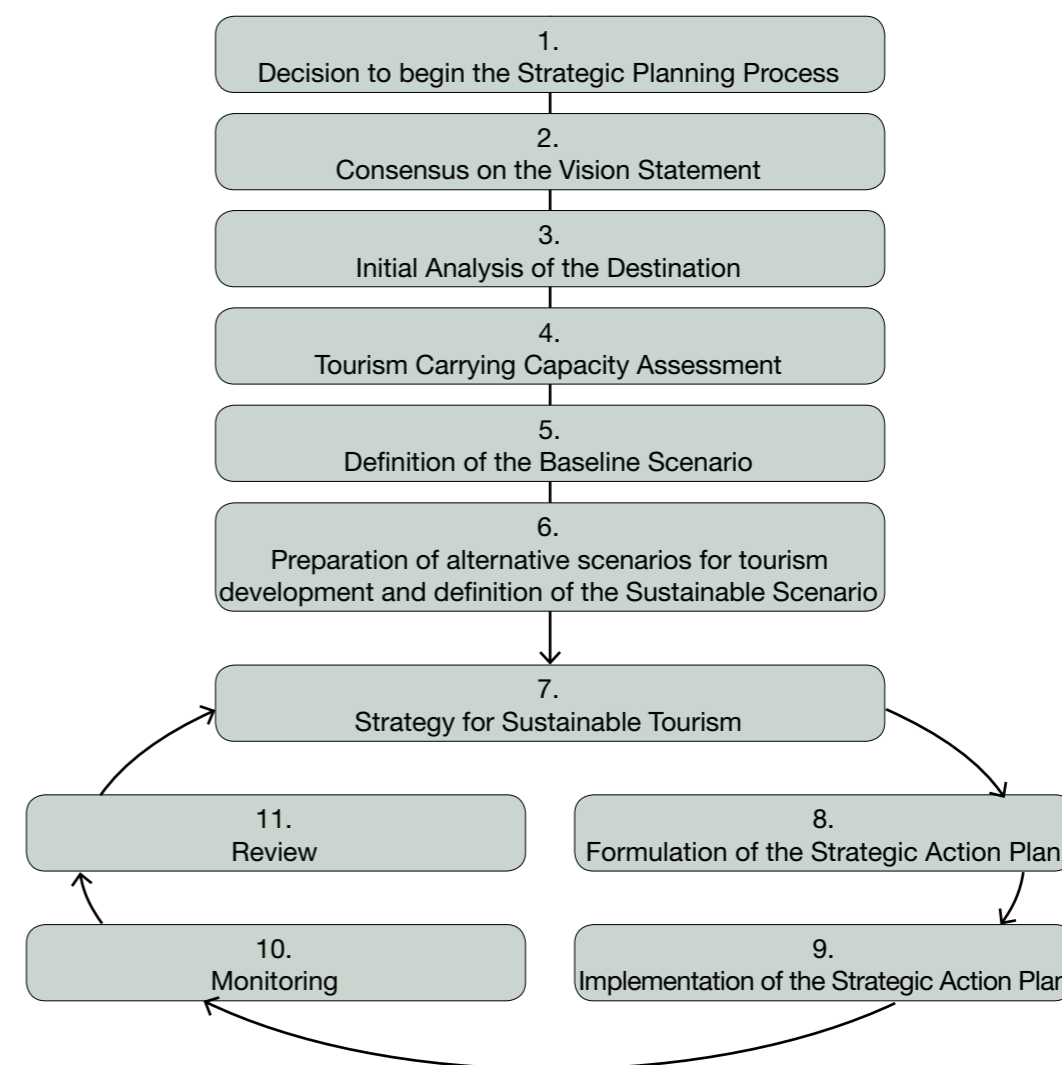 1.
Decision to begin the Strategic Planning Process
2.
Consensus on the Vision Statement
3.
Initial Analysis of the Destination
4.
Tourism Carrying Capacity Assessment
5.
Definition of the Baseline Scenario
6.
Preparation of alternative scenarios for tourism
development and definition of the Sustainable Scenario
7.
Strategy for Sustainable Tourism
8.
Formulation of the Strategic Action Plan
9.
Implementation of the Strategic Action Plan
10.
Monitoring
11.
Review